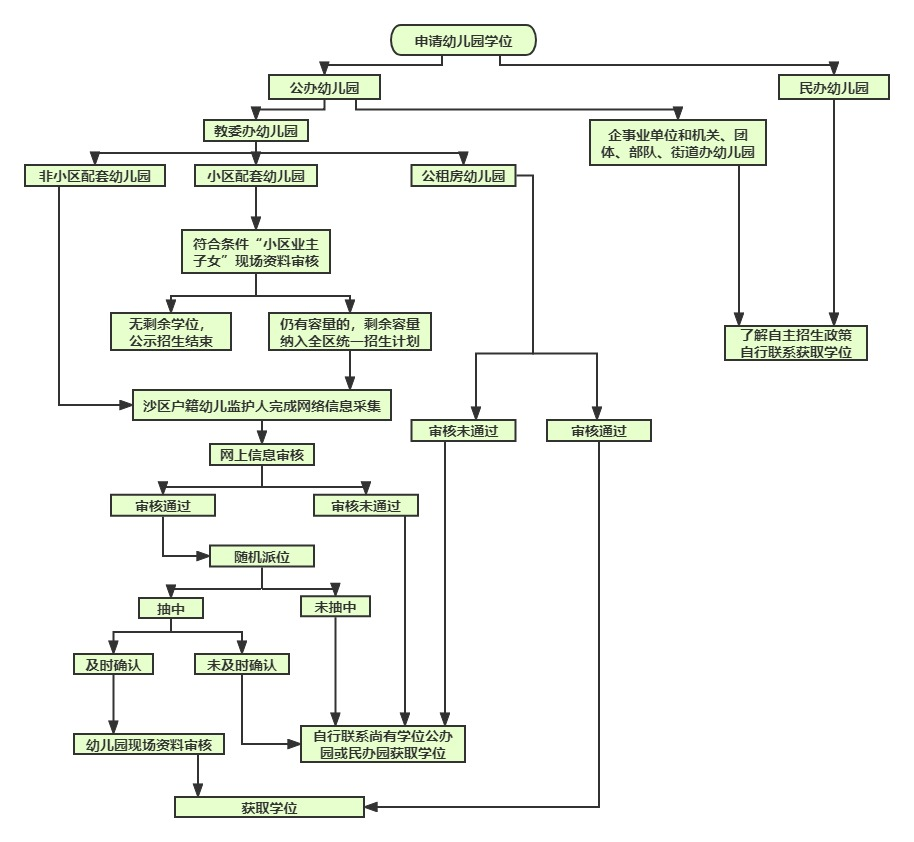 申请幼儿园学位
公办幼儿园
民办幼儿园
教委办幼儿园
企事业单位和机关、团
体、部队、街道办幼儿园
非小区配套幼儿园
小区配套幼儿园
公租房幼儿园
符合条件“小区业主
子女”现场资料审核
无剩余学位，
公示招生结束
仍有容量的，剩余容量
纳入全区统一招生计划
了解自主招生政策
自行联系获取学位
沙区户籍幼儿监护人完成网络信息采集
审核未通过
审核通过
网上信息审核
审核通过
审核未通过
随机派位
抽中
未抽中
及时确认
未及时确认
幼儿园现场资料审核
自行联系尚有学位公办
园或民办园获取学位
获取学位